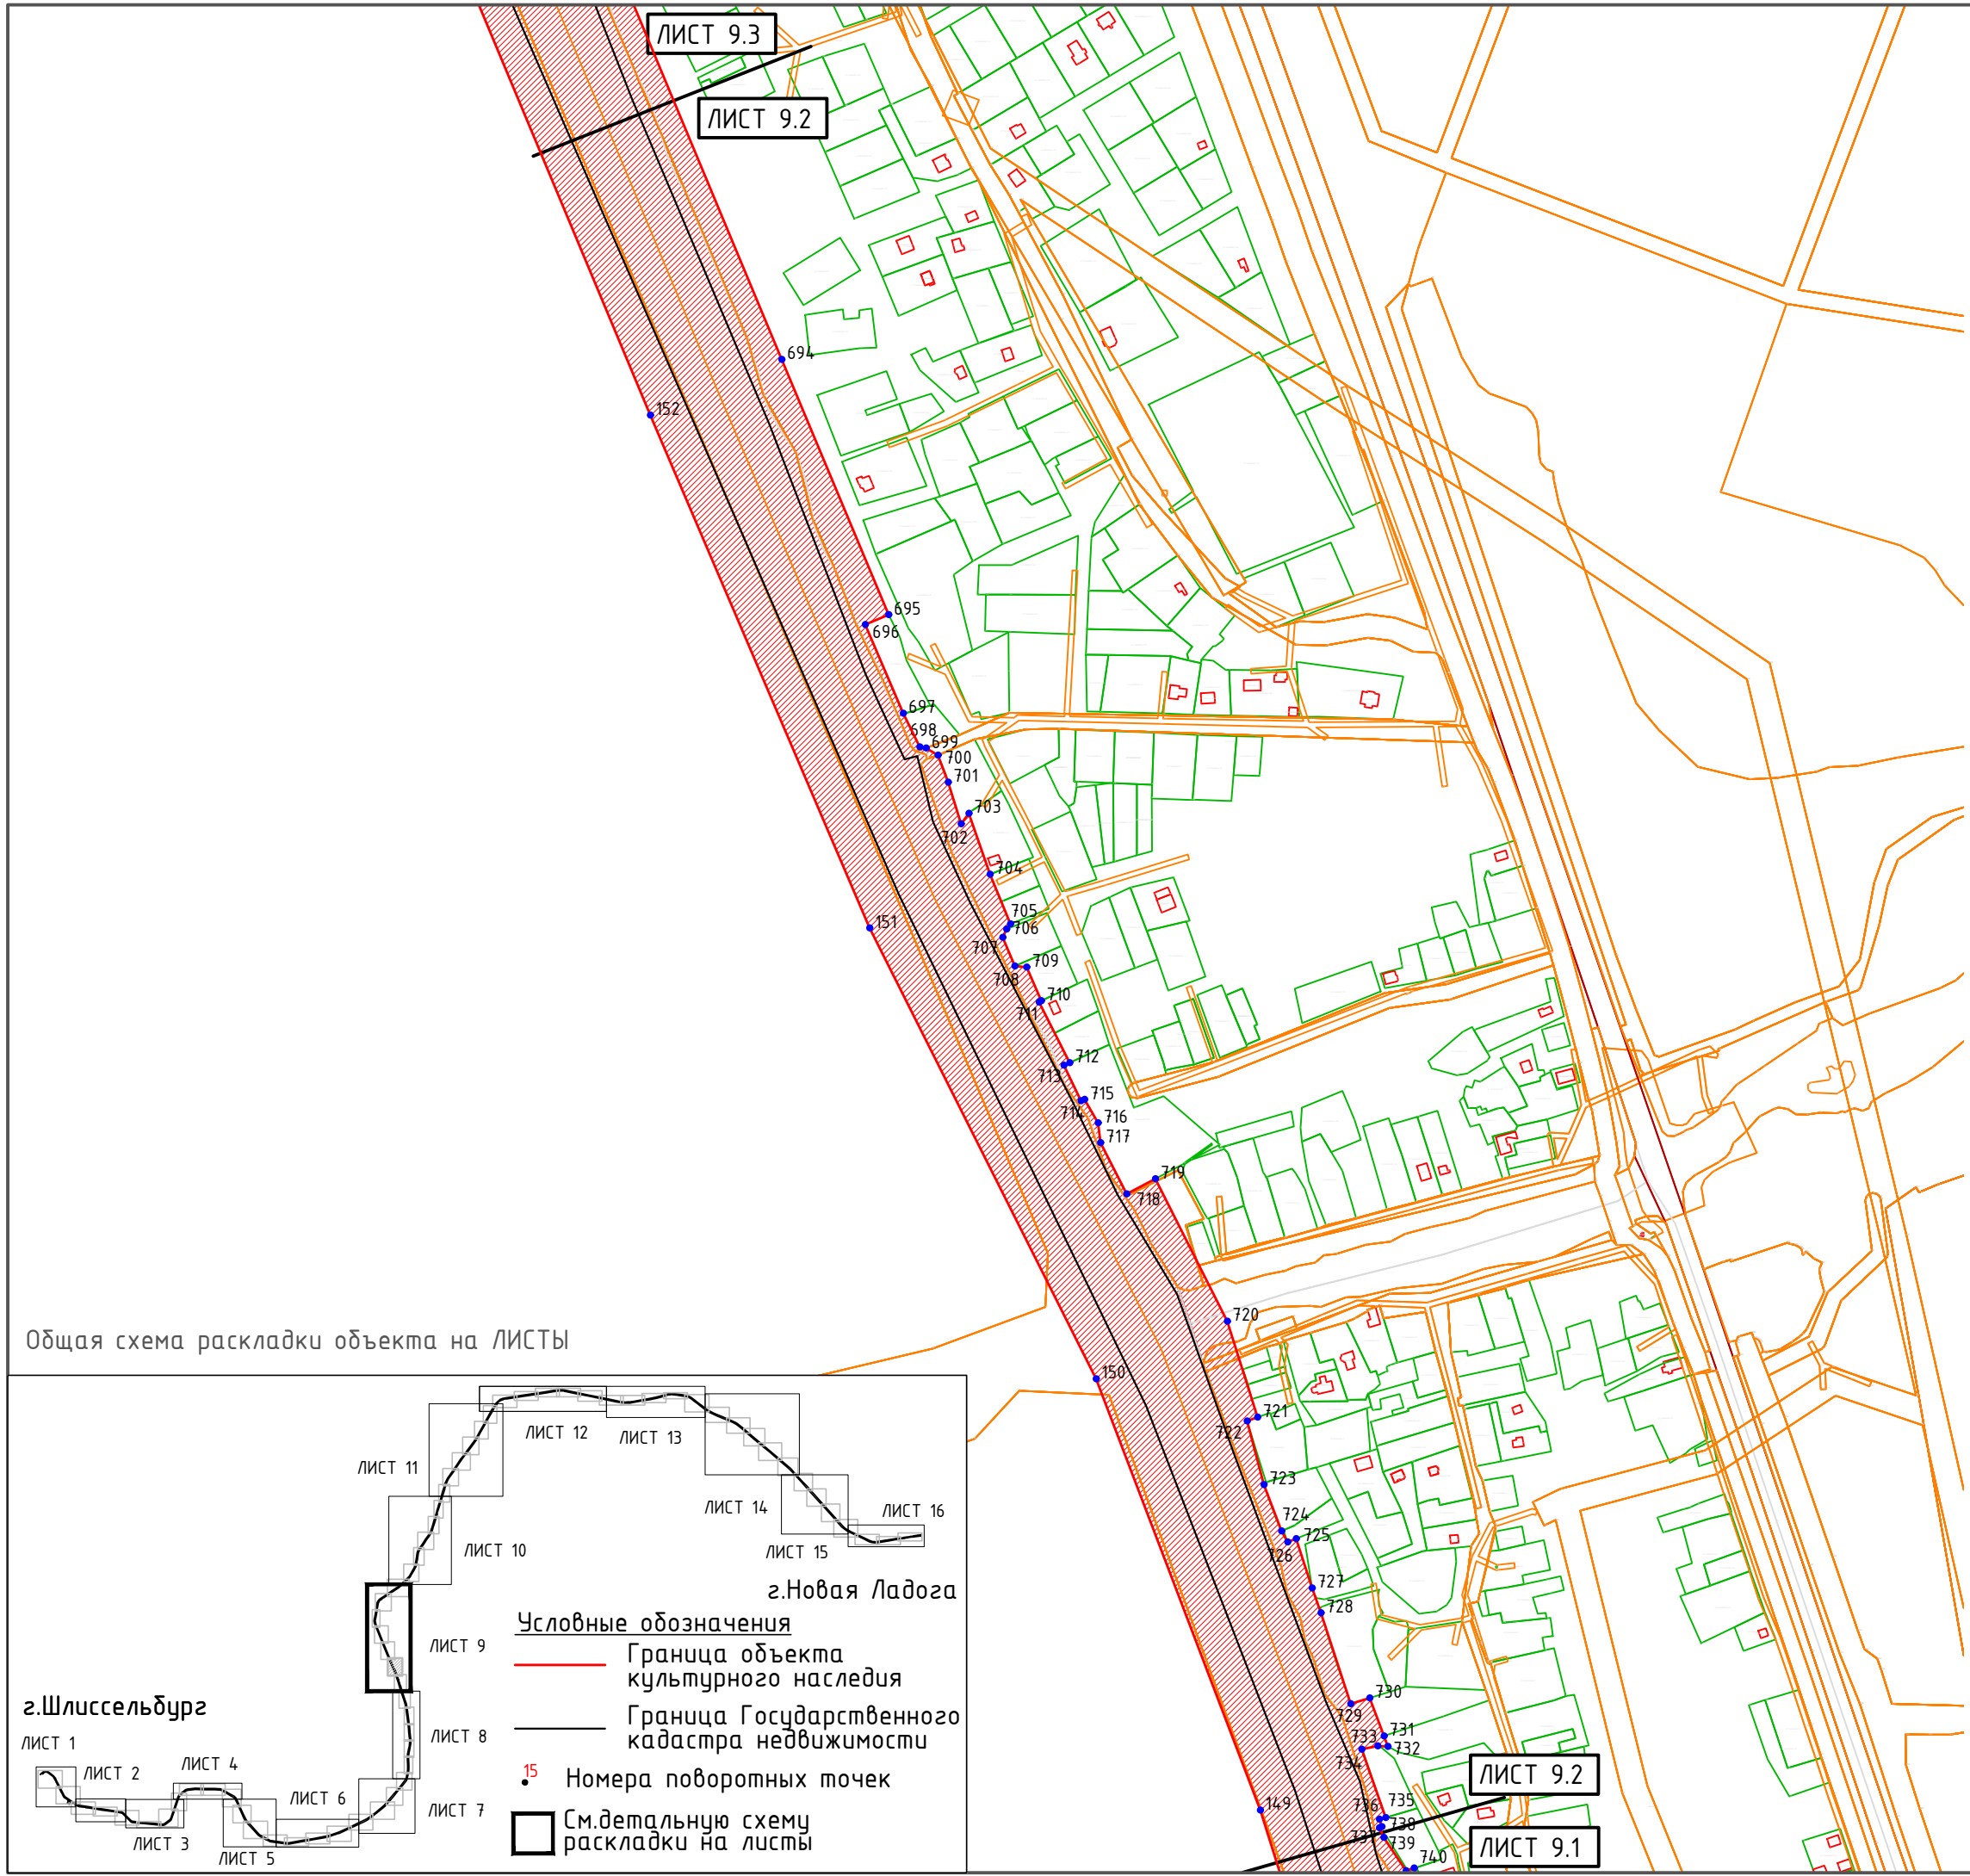 ЛИСТ 9.3
ЛИСТ 9.2
694
152
695
696
697
698
699
700
701
703
702
704
151
705
706
707
709
708
710
711
712
713
715
714
716
717
719
718
720
150
721
722
723
724
725
726
727
728
730
729
731
733
732
734
149
735
736
738
737
739
740
ЛИСТ 9.2
ЛИСТ 9.1
Общая схема раскладки объекта на ЛИСТЫ
ЛИСТ 12
ЛИСТ 13
ЛИСТ 11
ЛИСТ 14
ЛИСТ 16
ЛИСТ 10
ЛИСТ 15
г.Новая Ладога
Условные обозначения
ЛИСТ 9
Граница объекта
культурного наследия
г.Шлиссельбург
Граница Государственного
кадастра недвижимости
ЛИСТ 8
ЛИСТ 1
ЛИСТ 2
ЛИСТ 4
15
Номера поворотных точек
ЛИСТ 6
ЛИСТ 7
ЛИСТ 3
ЛИСТ 5
См.детальную схему
раскладки на листы